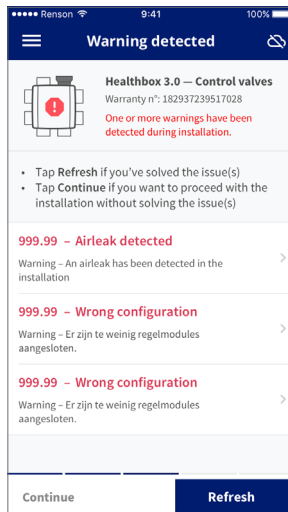 Renson 9:41 100%
Warning detected
Healthbox 3.0 — Control valves
Warranty n°: 182937239517028
One or more warnings have been
detected during installation.
• Tap Refresh if you’ve solved the issue(s)
• Tap Continue if you want to proceed with the
installation without solving the issue(s)
999.99 – Airleak detected
Warning – An airleak has been detected in the
installation
999.99 – Wrong configuration
Warning – Er zijn te weinig regelmodules
aangesloten.
999.99 – Wrong configuration
Warning – Er zijn te weinig regelmodules
aangesloten.
Continue Refresh